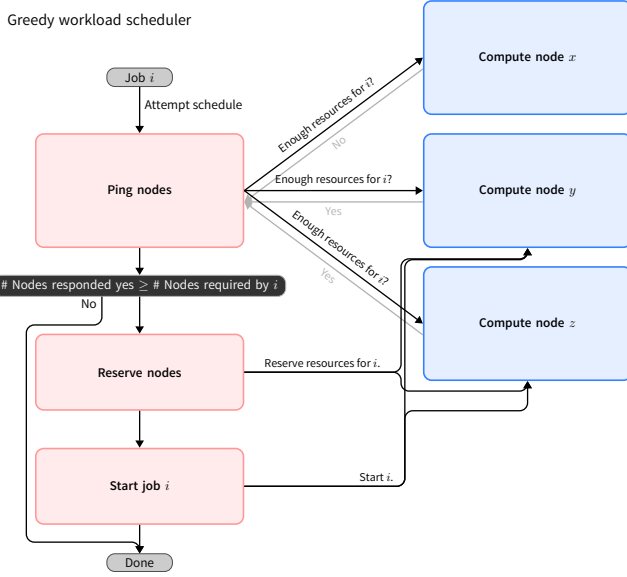 Greedy workload scheduler
Job i
Attempt schedule
Ping nodes
Enough resources for i?
No
Compute node x
Enough resources for i?
Yes
Compute node y
Enough resources for i?
Yes
Compute node z
# Nodes responded yes ≥ # Nodes required by i
No
Reserve nodes
Reserve resources for i.
Start job i
Start i.
Done